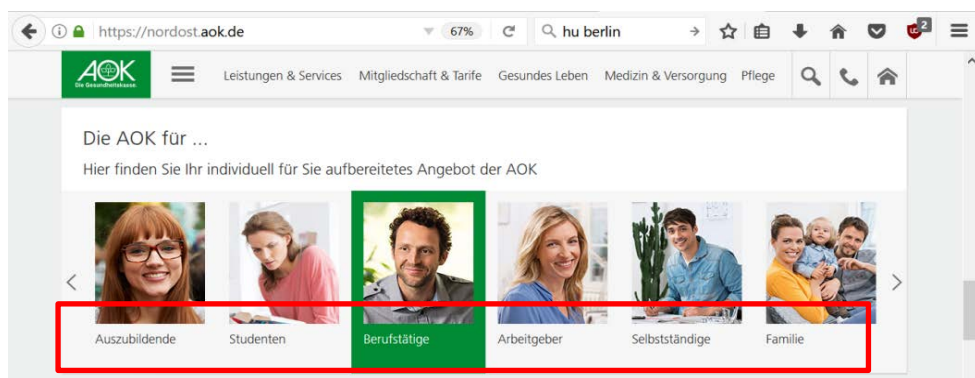 https://nordost.aok.de 67% hu berlin 2
AOK
Die Gesundheitskasse.
Leistungen & Services Mitgliedschaft & Tarife Gesundes Leben Medizin & Versorgung Pflege
Die AOK für ...
Hier finden Sie Ihr individuell für Sie aufbereitetes Angebot der AOK
Auszubildende Studenten Berufstätige Arbeitgeber Selbstständige Familie